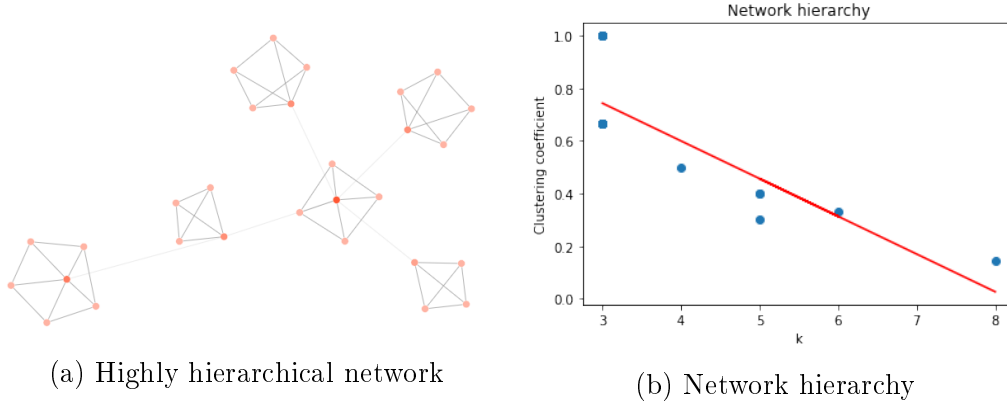 Network hierarchy
1.0
0.8
0.6
0.4
0.2
0.0
Clustering coefficient
3 4 5 6 7 8
k
(a) Highly hierarchical network
(b) Network hierarchy